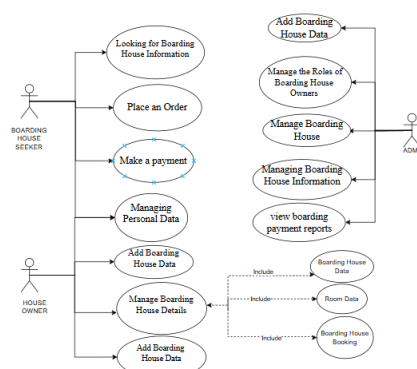 Looking for Boarding
House Information
Place an Order
Make a payment
BOARDING
HOUSE
SEEKER
Managing
Personal Data
Add Boarding
House Data
Manage Boarding
House Details
Add Boarding
House Data
HOUSE
OWNER
Include
Include
Include
Boarding House
Data
Room Data
Boarding House
Booking
Add Boarding
House Data
Manage the Roles of
Boarding House
Owners
Manage Boarding
House
Managing Boarding
House Information
view boarding
payment reports
ADM